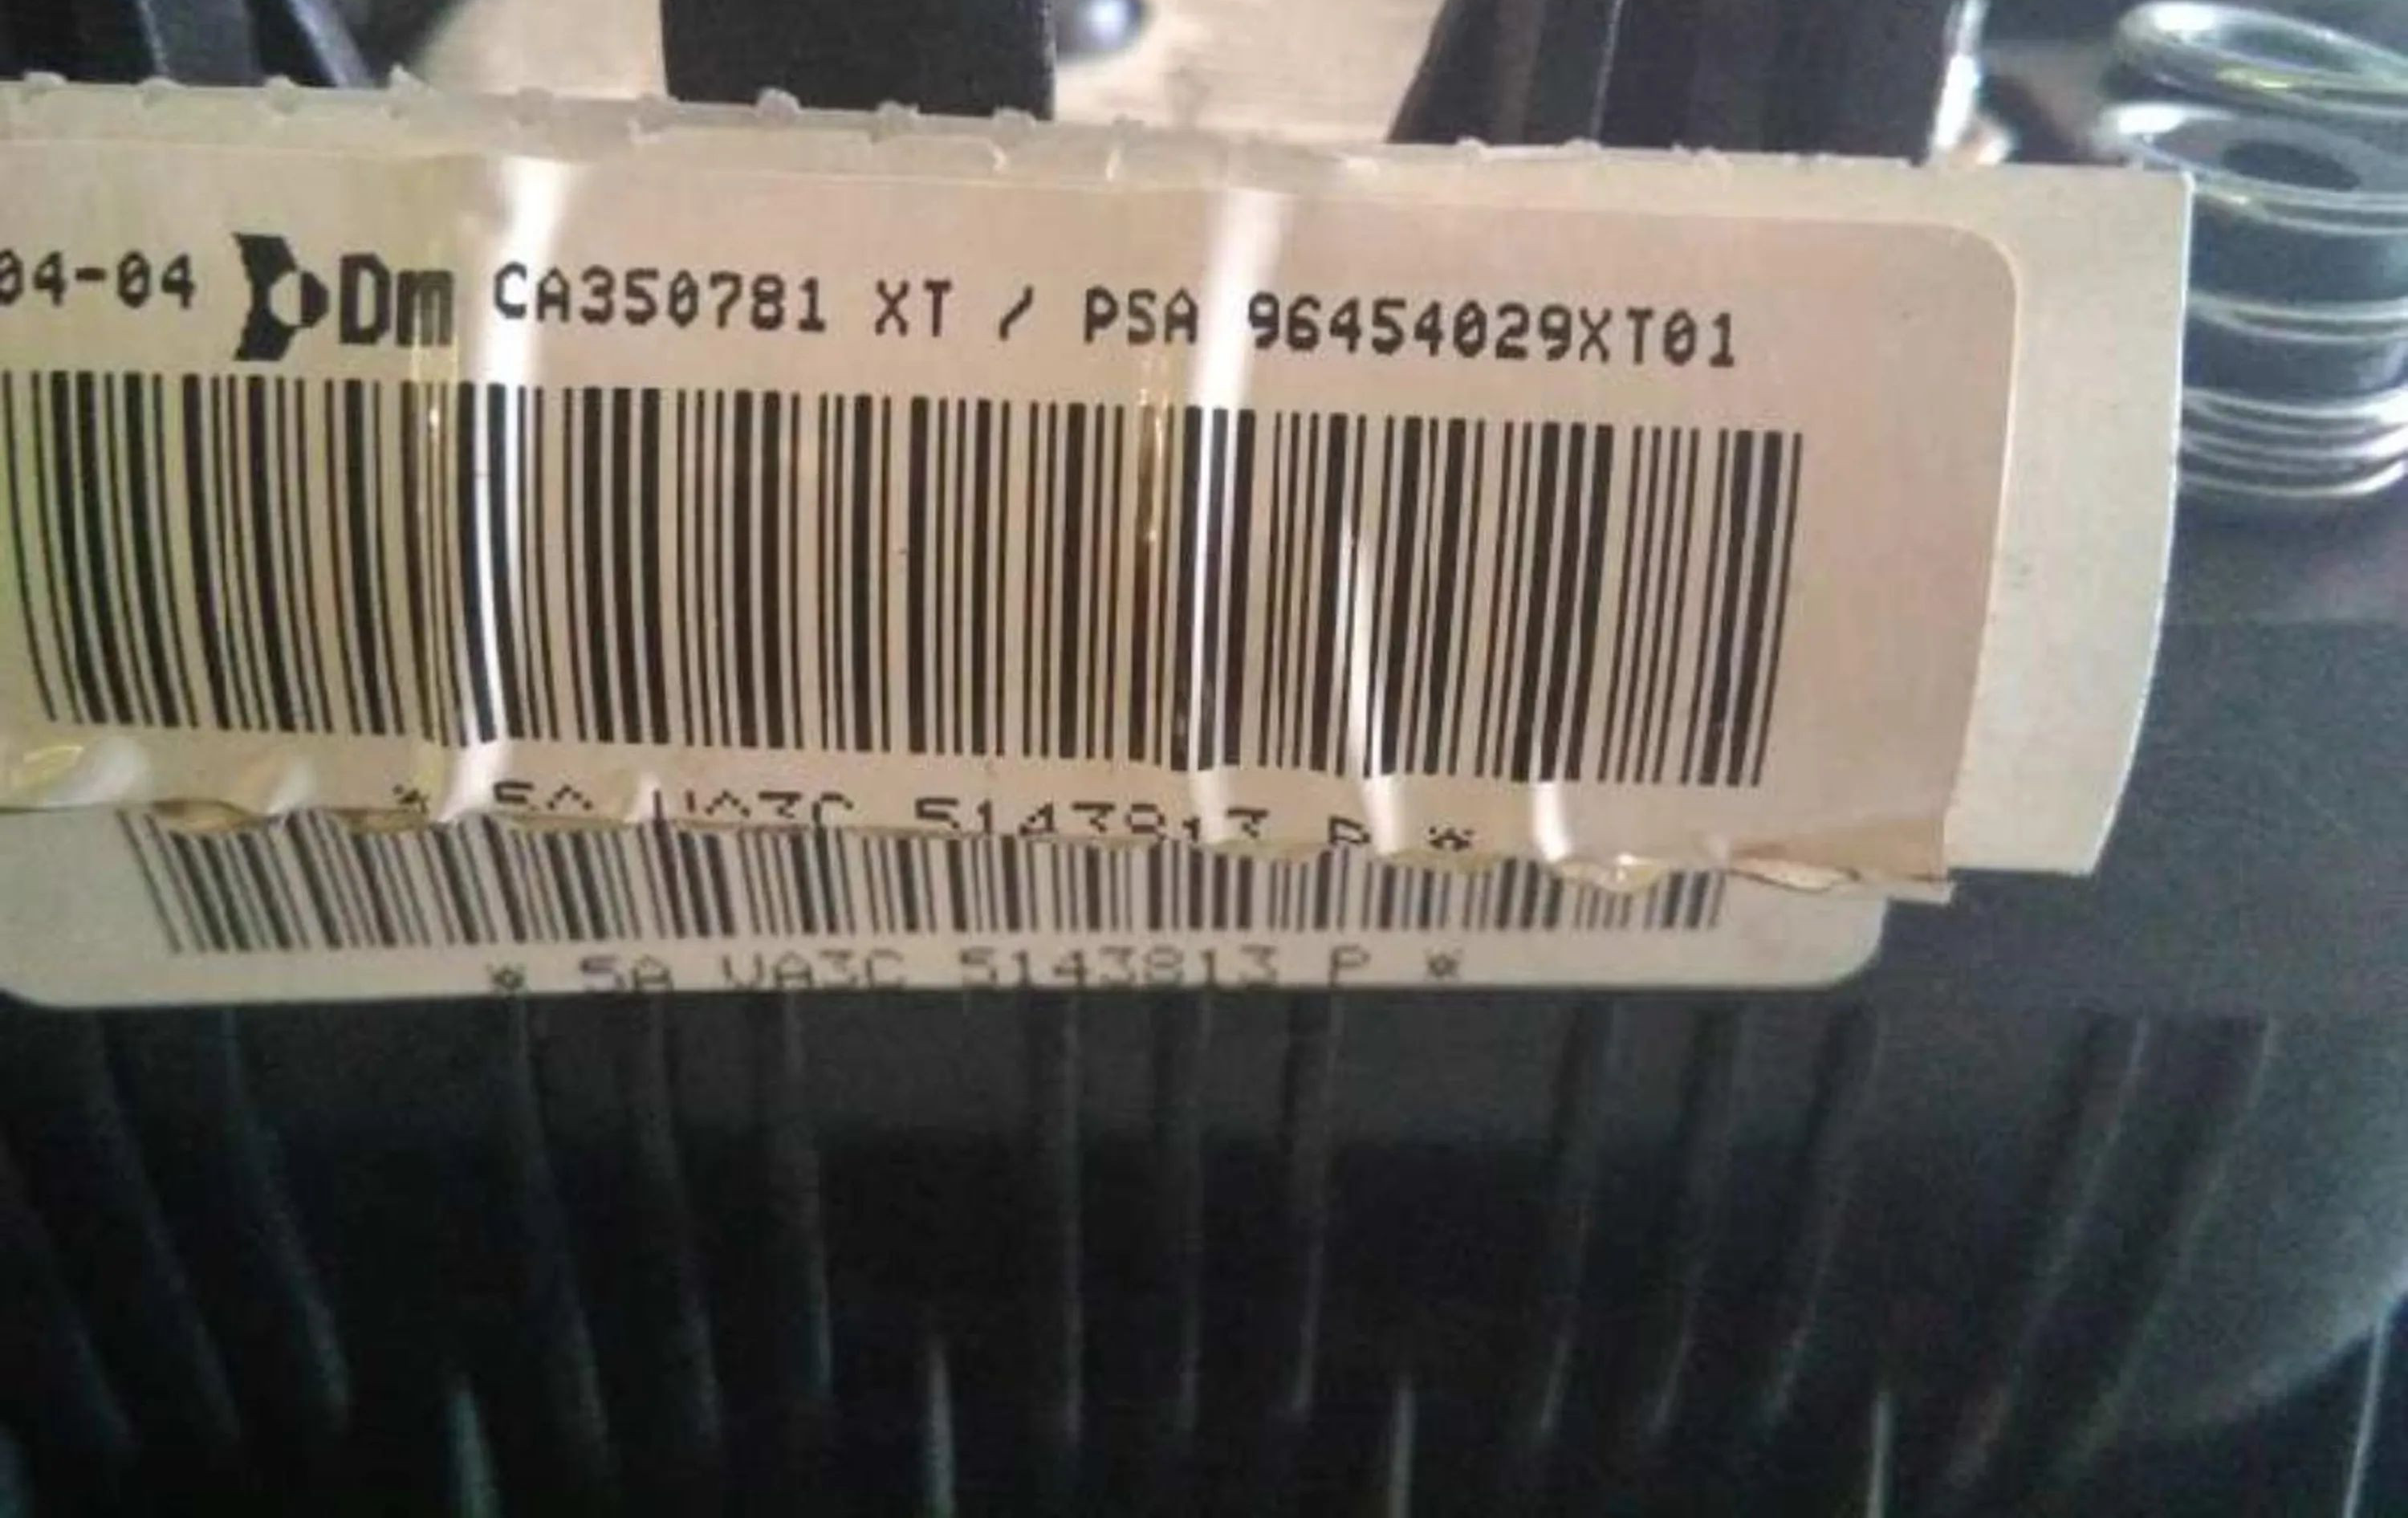 04-04 Dm CA350781 XT / PSA 96454029XT01
* 5A VA3C 5143813 P *
* 5A VA3C 5143813 P *